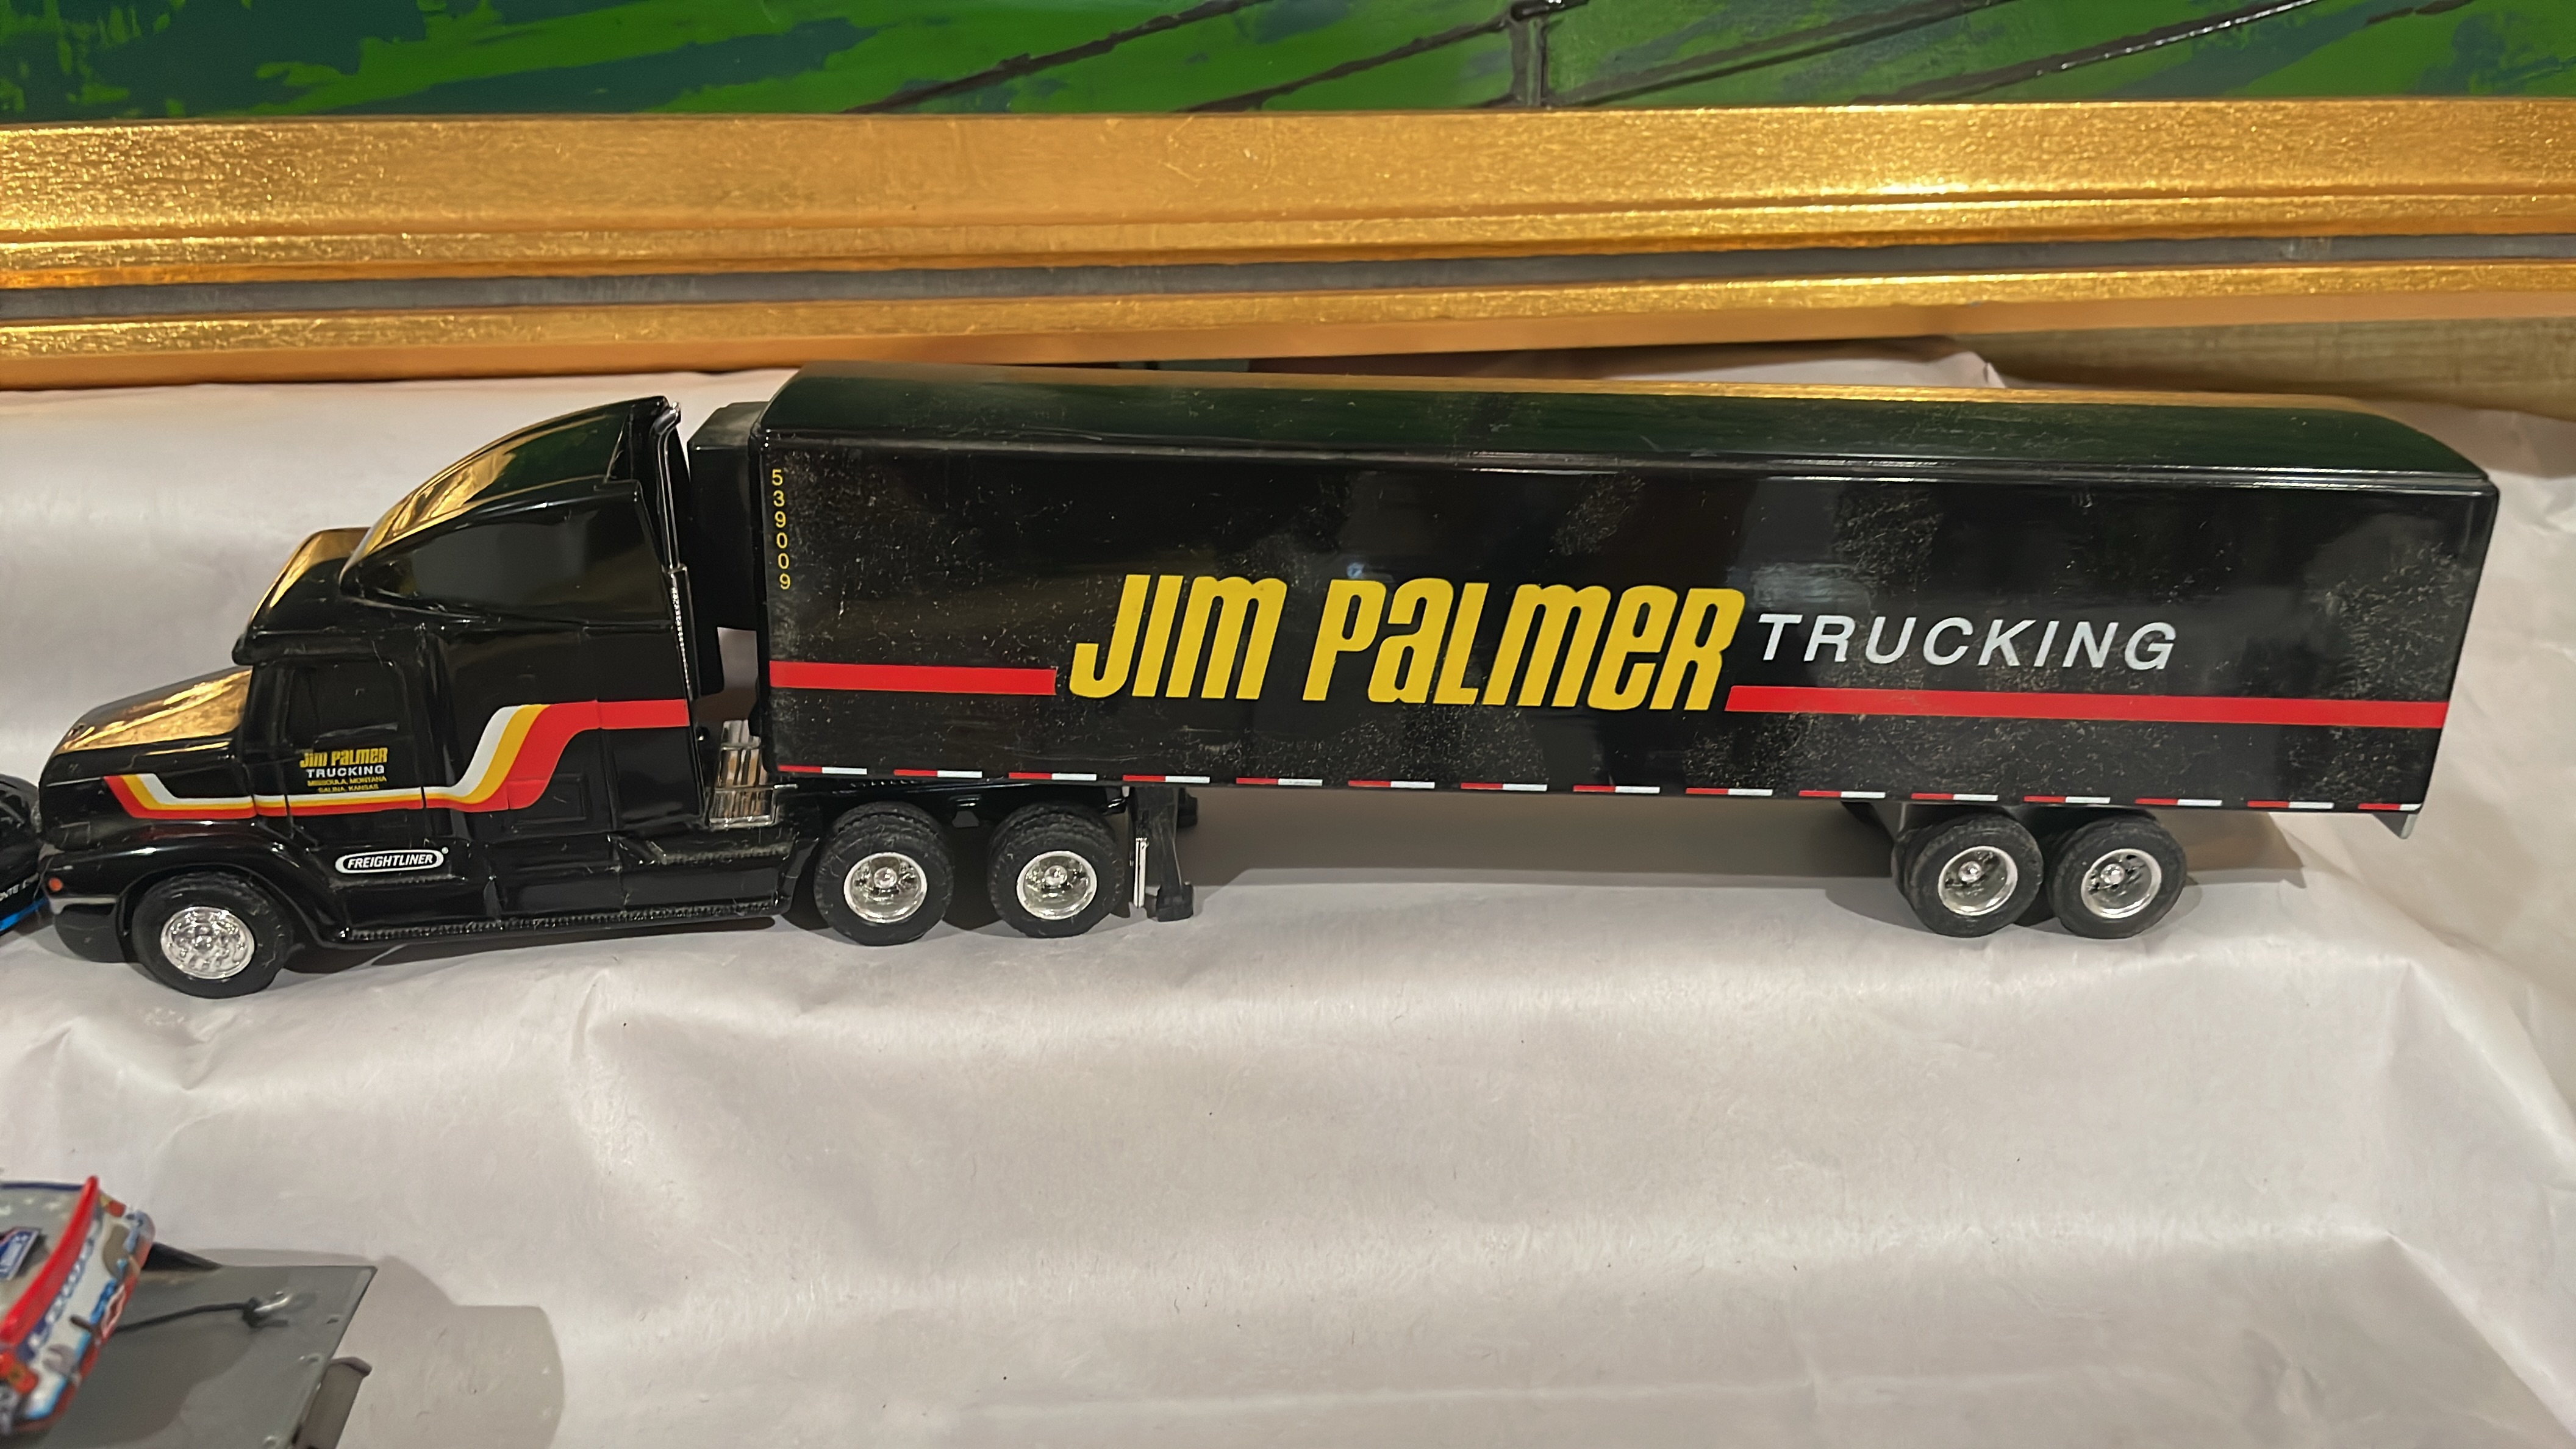 539009
JIM PALMER TRUCKING
JIM PALMER
TRUCKING
MISSOULA, MONTANA
SALINA, KANSAS
FREIGHTLINER